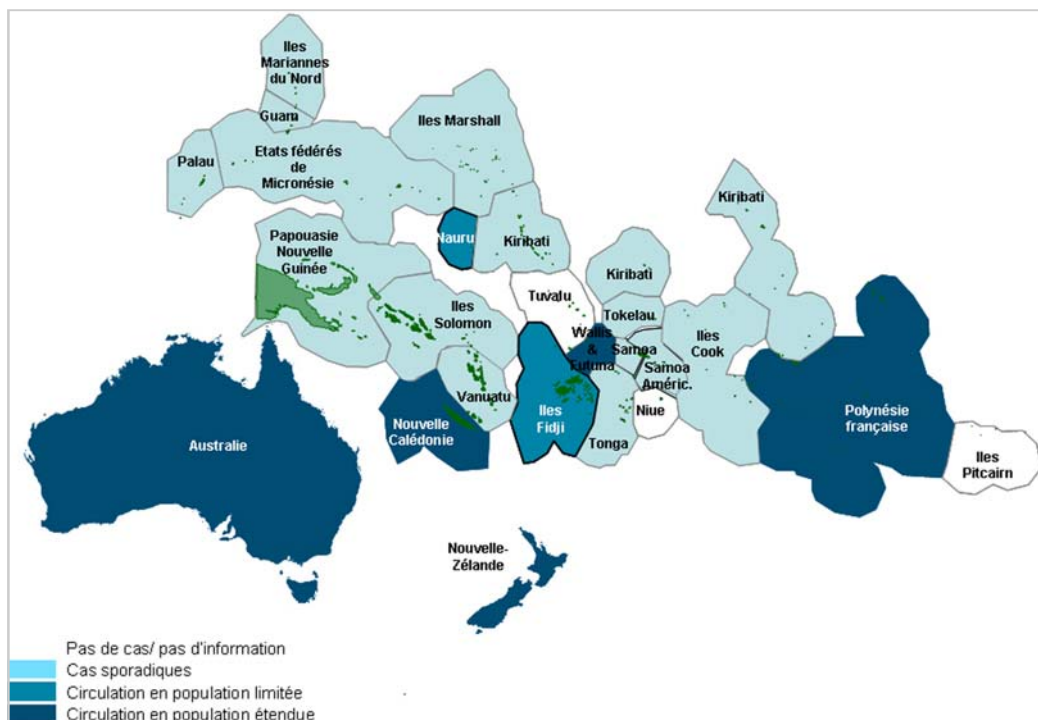 Iles
Mariannes
du Nord
Guam
Iles Marshall
Palau
Etats fédérés
de
Micronésie
Kiribati
Nauru
Kiribati
Papouasie
Nouvelle
Guinée
Kiribati
Tuvalu
Iles
Solomon
Tokelau
Wallis
&
Futuna
Samoa
Iles
Cook
Samoa
Améric.
Vanuatu
Niue
Iles
Fidji
Tonga
Nouvelle
Calédonie
Polynésie
française
Australie
Iles
Pitcairn
Nouvelle-
Zélande
Pas de cas/ pas d'information
Cas sporadiques
Circulation en population limitée
Circulation en population étendue